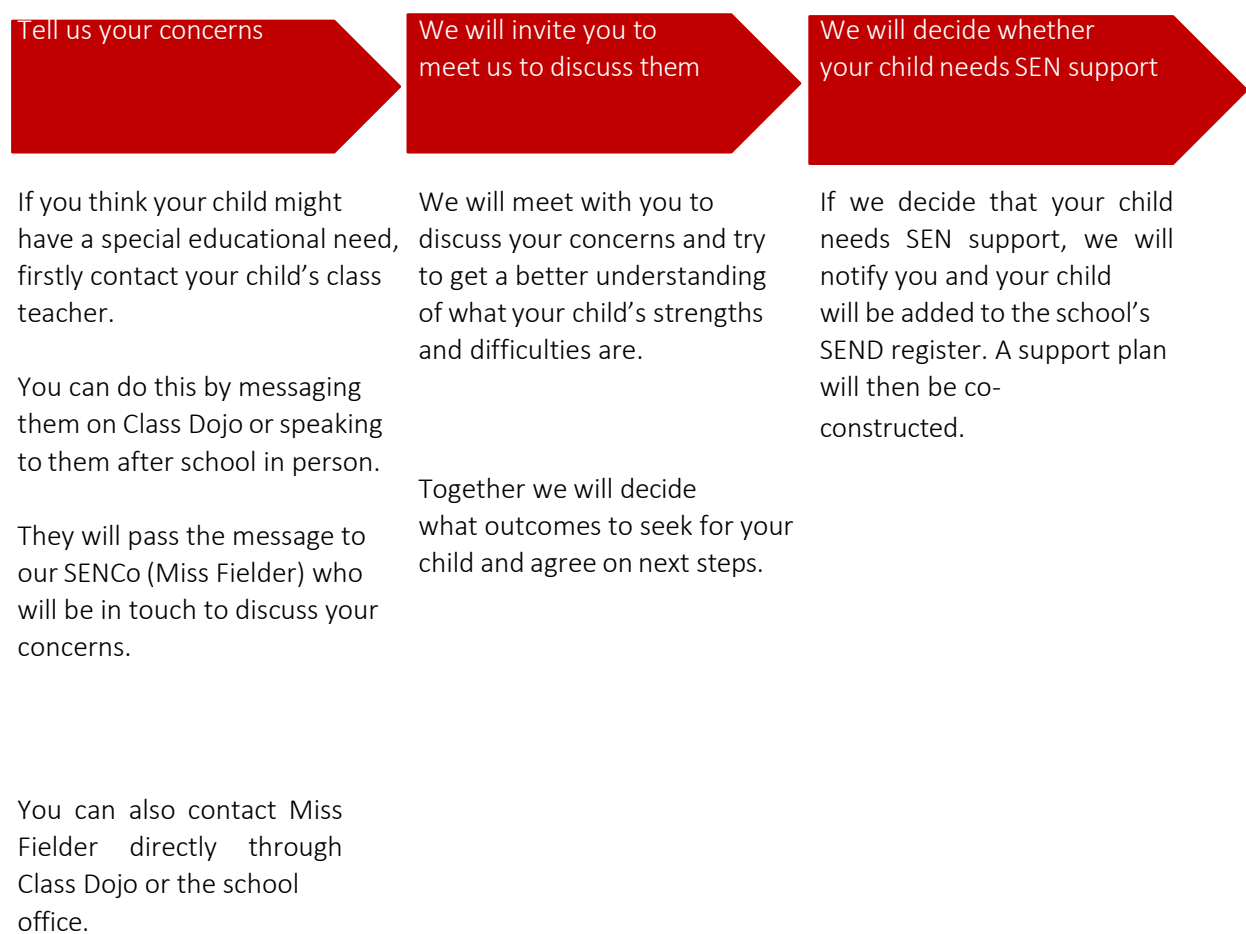 Tell us your concerns
We will invite you to
meet us to discuss them
We will decide whether
your child needs SEN support
If you think your child might
have a special educational need,
firstly contact your child’s class
teacher.
You can do this by messaging
them on Class Dojo or speaking
to them after school in person.
They will pass the message to
our SENCo (Miss Fielder) who
will be in touch to discuss your
concerns.
You can also contact Miss
Fielder directly through
Class Dojo or the school
office.
We will meet with you to
discuss your concerns and try
to get a better understanding
of what your child’s strengths
and difficulties are.
Together we will decide
what outcomes to seek for your
child and agree on next steps.
If we decide that your child
needs SEN support, we will
notify you and your child
will be added to the school’s
SEND register. A support plan
will then be co-
constructed.